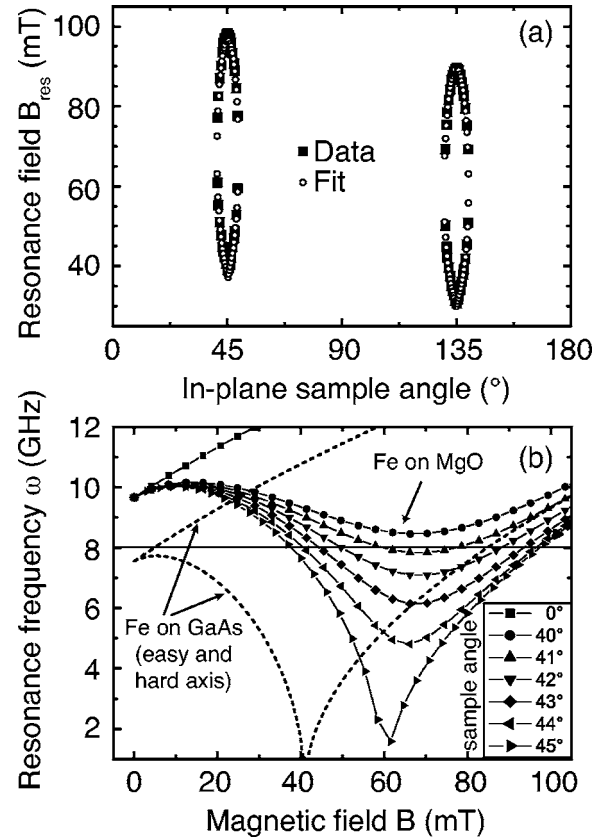 (a)
Resonance field B_res (mT)
100
80
60
40
Data
Fit
0
45
90
135
180
In-plane sample angle (°)
(b)
Resonance frequency ω (GHz)
12
10
8
6
4
2
Fe on MgO
Fe on GaAs
(easy and
hard axis)
sample angle
0°
40°
41°
42°
43°
44°
45°
0
20
40
60
80
100
Magnetic field B (mT)